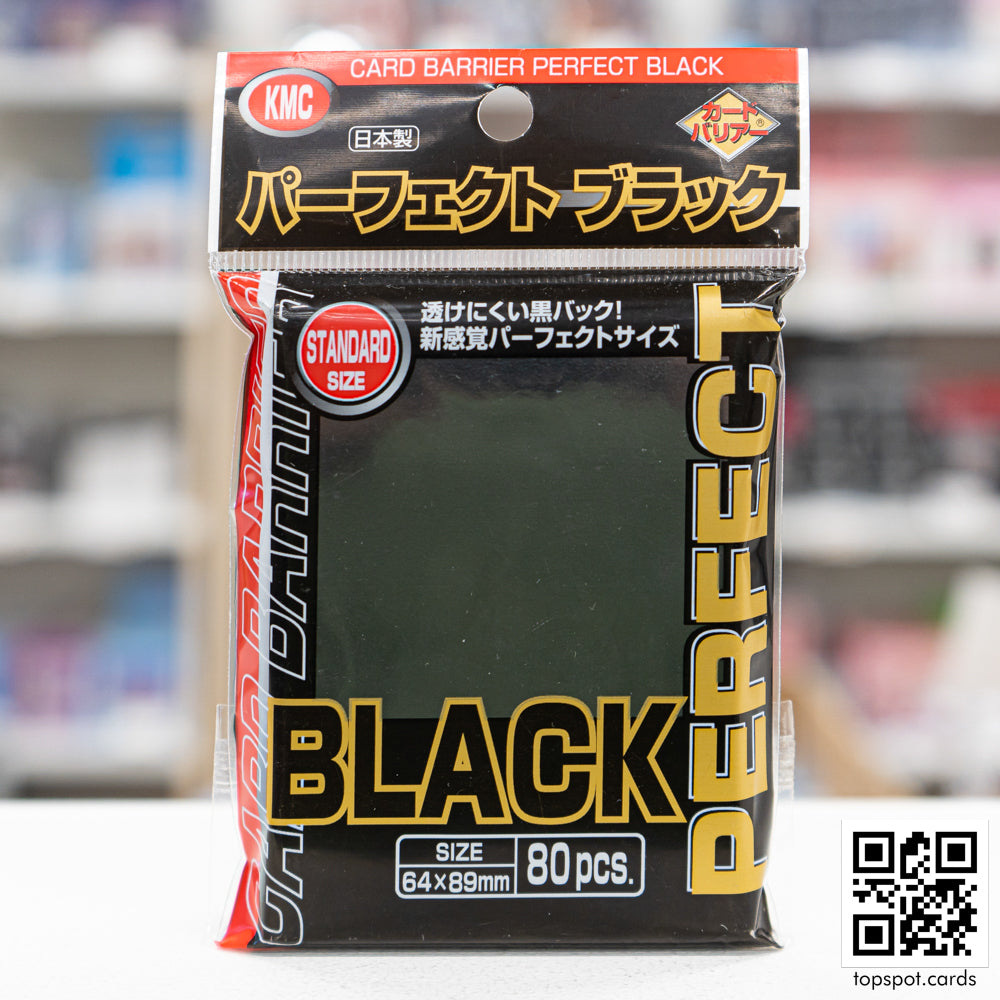 CARD BARRIER PERFECT BLACK
KMC
日本製
カード
バリアー®
パーフェクト ブラック
STANDARD
SIZE
透けにくい黒バック!
新感覚パーフェクトサイズ
CARD BARRIER
PERFECT
BLACK
SIZE
64×89mm
80pcs.
topspot.cards